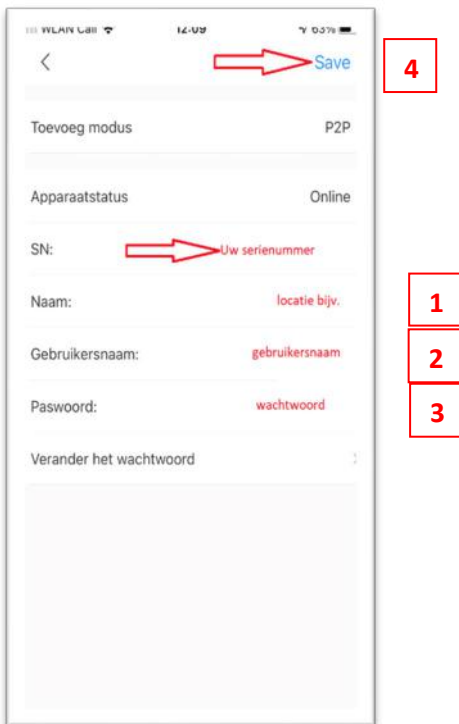 WLAN Call 12:09 63%
Save
4
Toevoeg modus P2P
Apparaatstatus Online
SN: Uw serienummer
Naam: locatie bijv.
1
Gebruikersnaam: gebruikersnaam
2
Paswoord: wachtwoord
3
Verander het wachtwoord